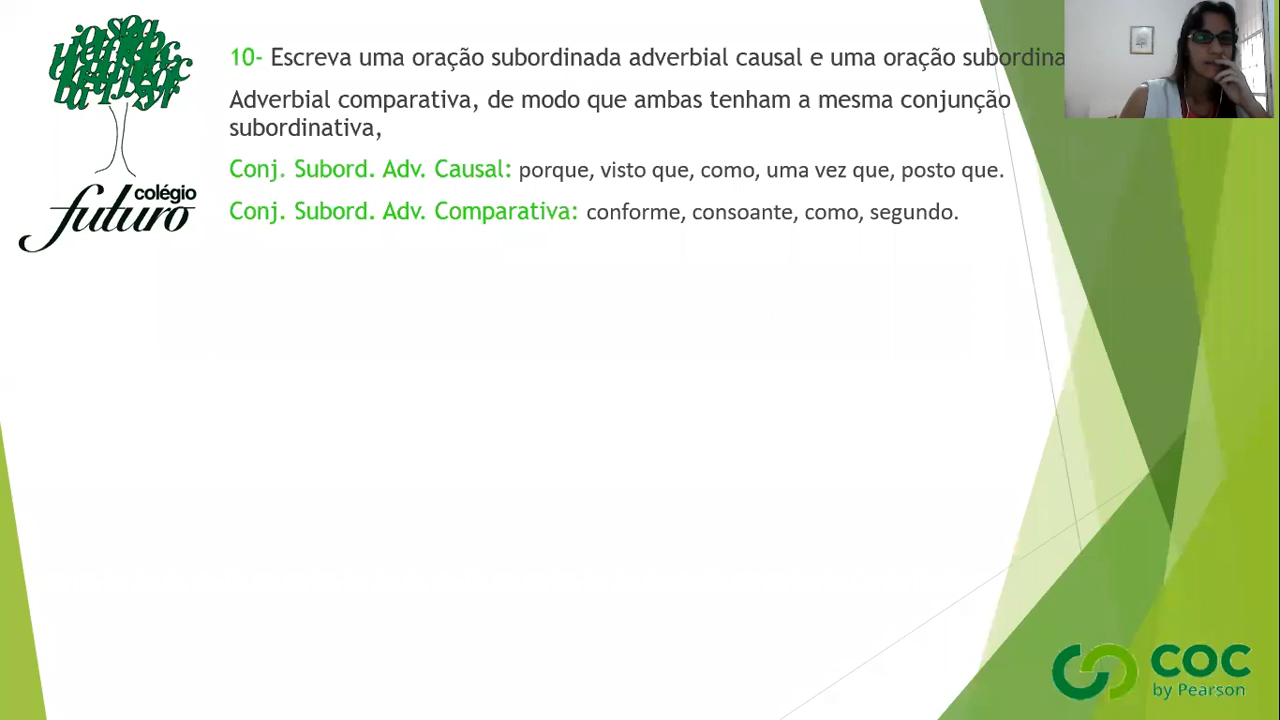 10- Escreva uma oração subordinada adverbial causal e uma oração subordina
Adverbial comparativa, de modo que ambas tenham a mesma conjunção
subordinativa,
Conj. Subord. Adv. Causal: porque, visto que, como, uma vez que, posto que.
Conj. Subord. Adv. Comparativa: conforme, consoante, como, segundo.
colégio
futuro
COC
by Pearson